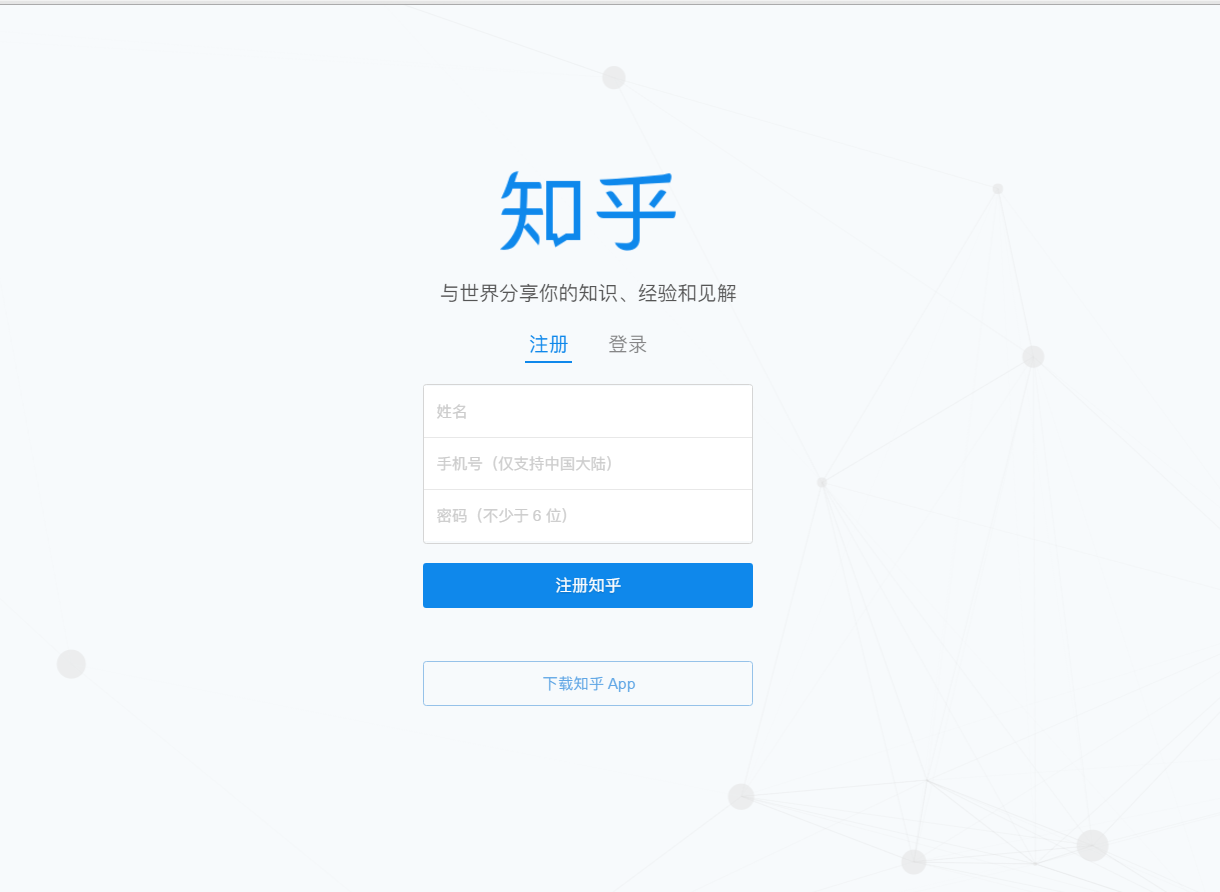 知乎
与世界分享你的知识、经验和见解
注册 登录
姓名
手机号（仅支持中国大陆）
密码（不少于 6 位）
注册知乎
下载知乎 App